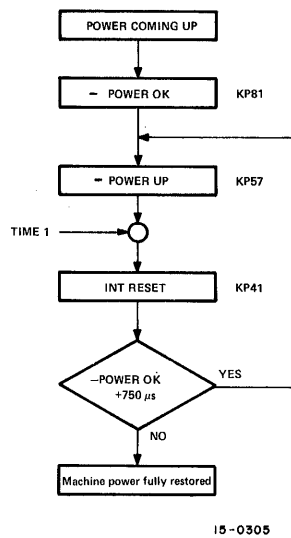 POWER COMING UP
– POWER OK KP81
– POWER UP KP57
TIME 1
INT RESET KP41
–POWER OK
+750 μs
YES
NO
Machine power fully restored
15-0305